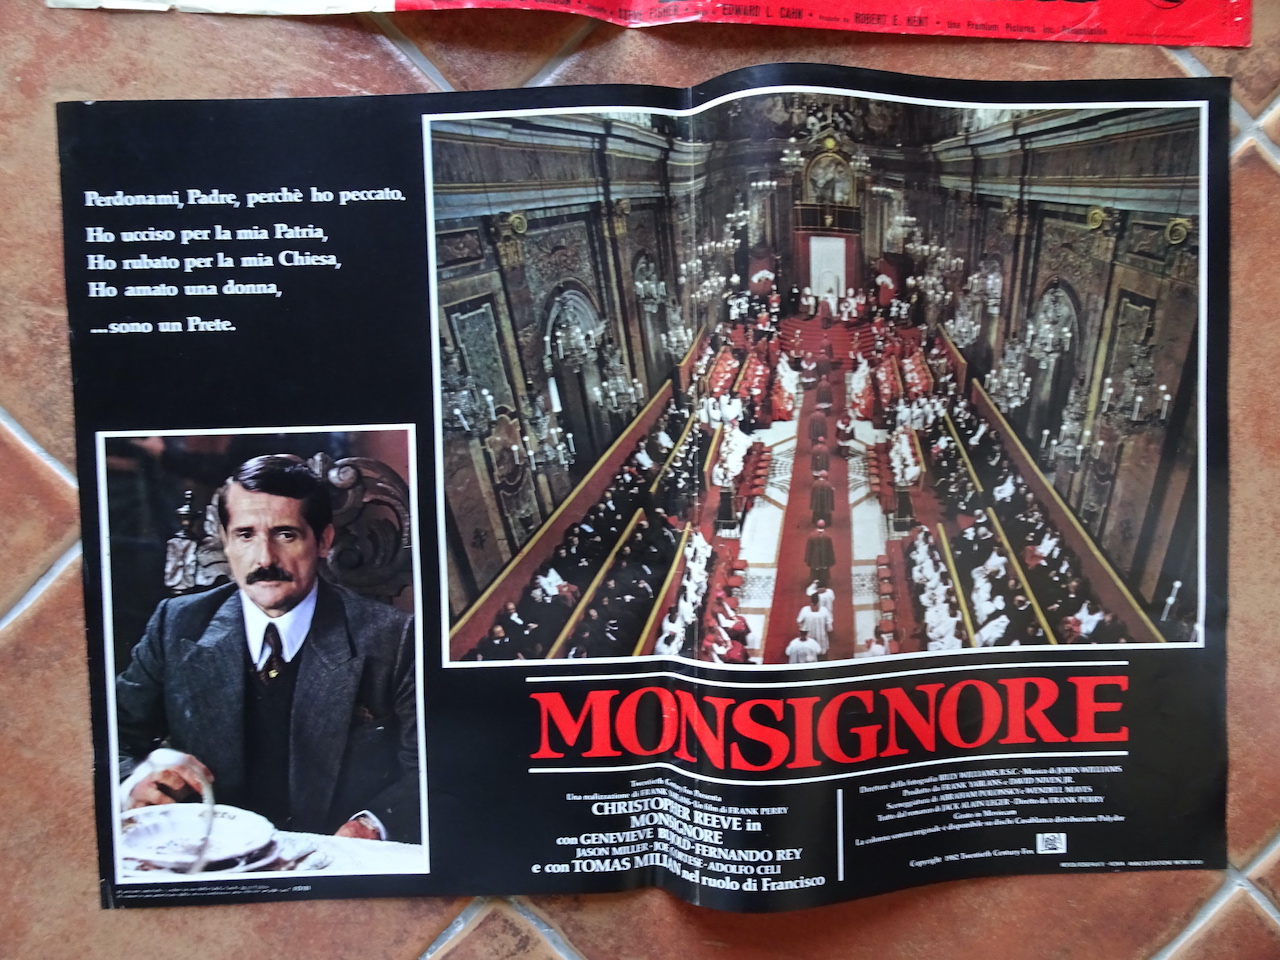 EDWARD L. CAHN
ROBERT E. KENT • Una Premium Pictures, Inc.
Perdonami, Padre, perchè ho peccato.
Ho ucciso per la mia Patria,
Ho rubato per la mia Chiesa,
Ho amato una donna,
....sono un Prete.
MONSIGNORE
Twentieth Century-Fox Presenta
Una realizzazione di FRANK YABLANS • Un film di FRANK PERRY
CHRISTOPHER REEVE in
MONSIGNORE
con GENEVIEVE BUJOLD - FERNANDO REY
JASON MILLER - JOE CORTESE - ADOLFO CELI
e con TOMAS MILIAN nel ruolo di Francisco
Direttore della fotografia BILLY WILLIAMS, B.S.C. - Musica di JOHN WILLIAMS
Prodotto da FRANK YABLANS e DAVID NIVEN, JR.
Sceneggiatura di ABRAHAM POLONSKY e WENDELL MAYES
Tratto dal romanzo di JACK ALAIN LEGER - Diretto da FRANK PERRY
Girato in Moviecam
La colonna sonora originale è disponibile su dischi Casablanca distribuzione Polydor
Copyright 1982 Twentieth Century Fox